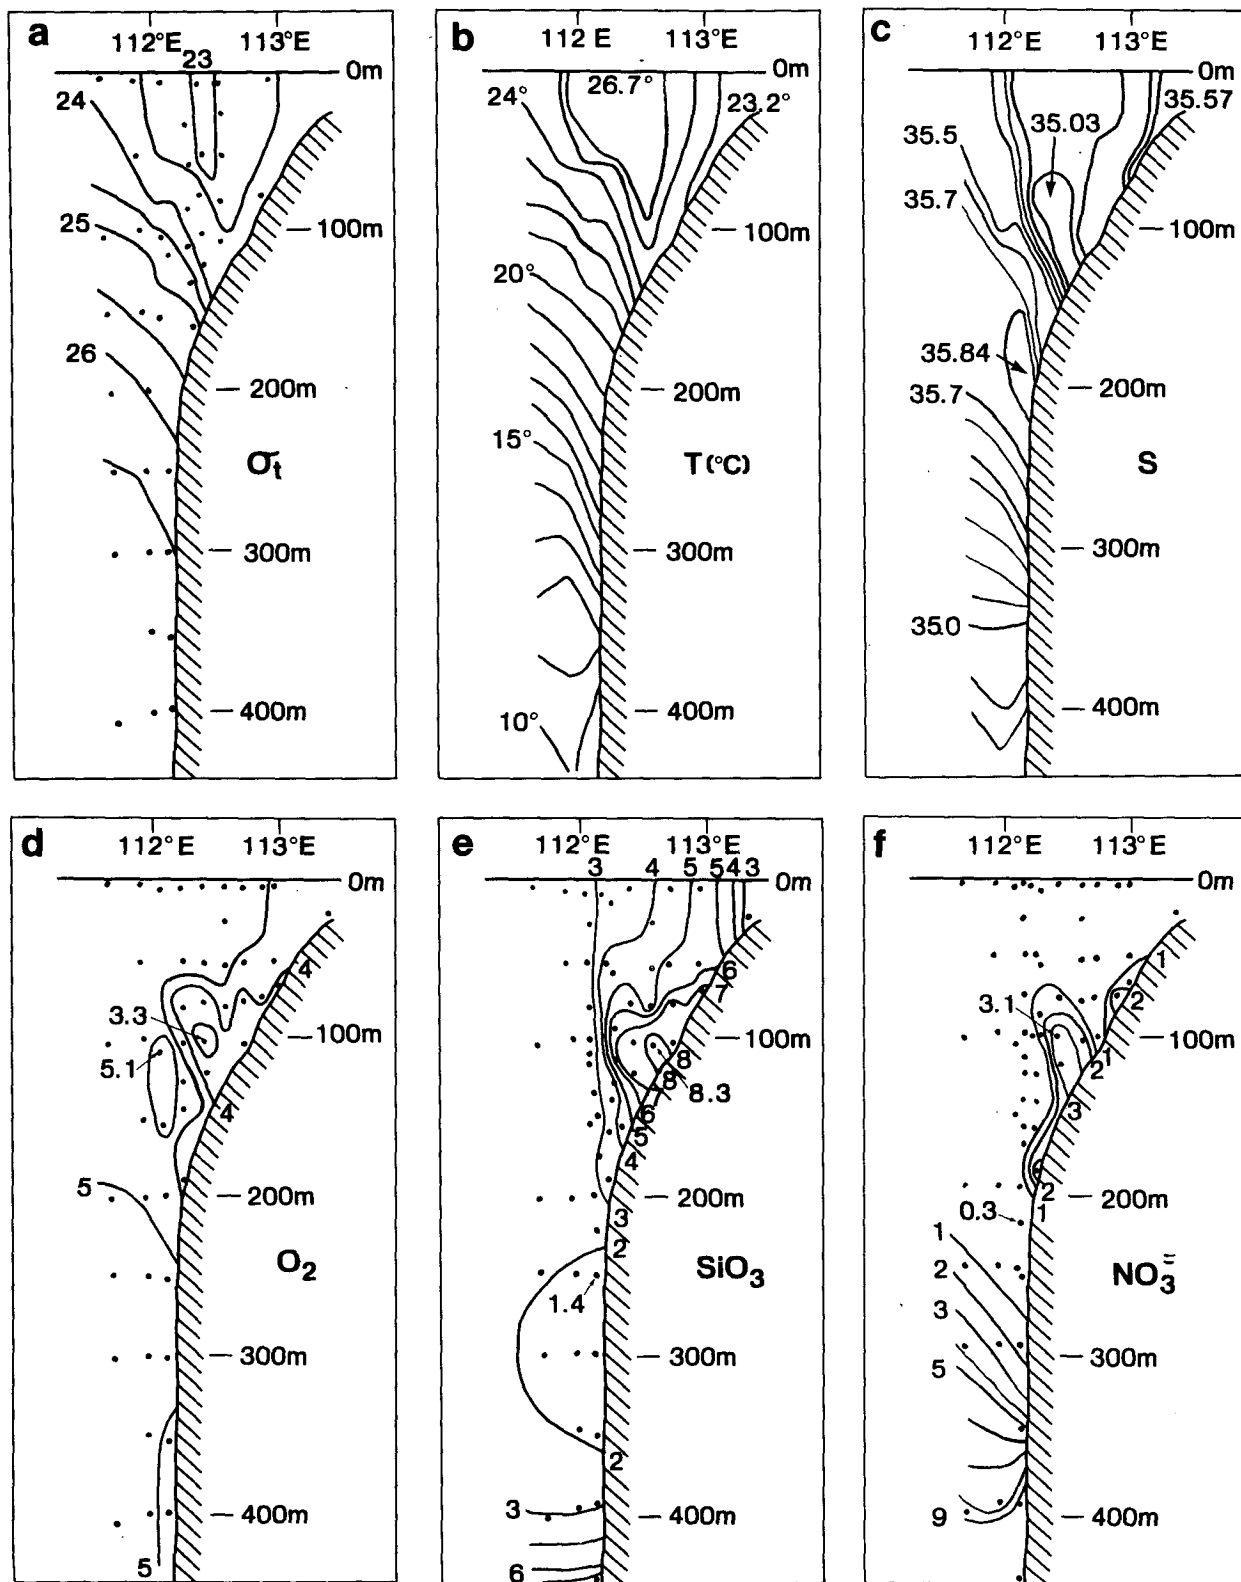 a
112°E 113°E
23
0m
24
25
100m
26
200m
σt
300m
400m
b
112 E 113°E
0m
24°
26.7°
23.2°
100m
20°
200m
15°
T(°C)
300m
400m
10°
c
112°E 113°E
0m
35.57
35.5
35.03
35.7
100m
35.84
35.7
200m
S
300m
35.0
400m
d
112°E 113°E
0m
4
3.3
100m
5.1
4
5
200m
O2
300m
400m
5
e
112°E 113°E
3 4 5 5 4 3
0m
6
7
100m
8
8.3
8
7
6
5
4
200m
3
2
SiO3
1.4
300m
2
3
400m
6
f
112°E 113°E
0m
1
3.1
2
100m
1
2
3
200m
2
0.3
1
1
2
NO3=
3
300m
5
9
400m